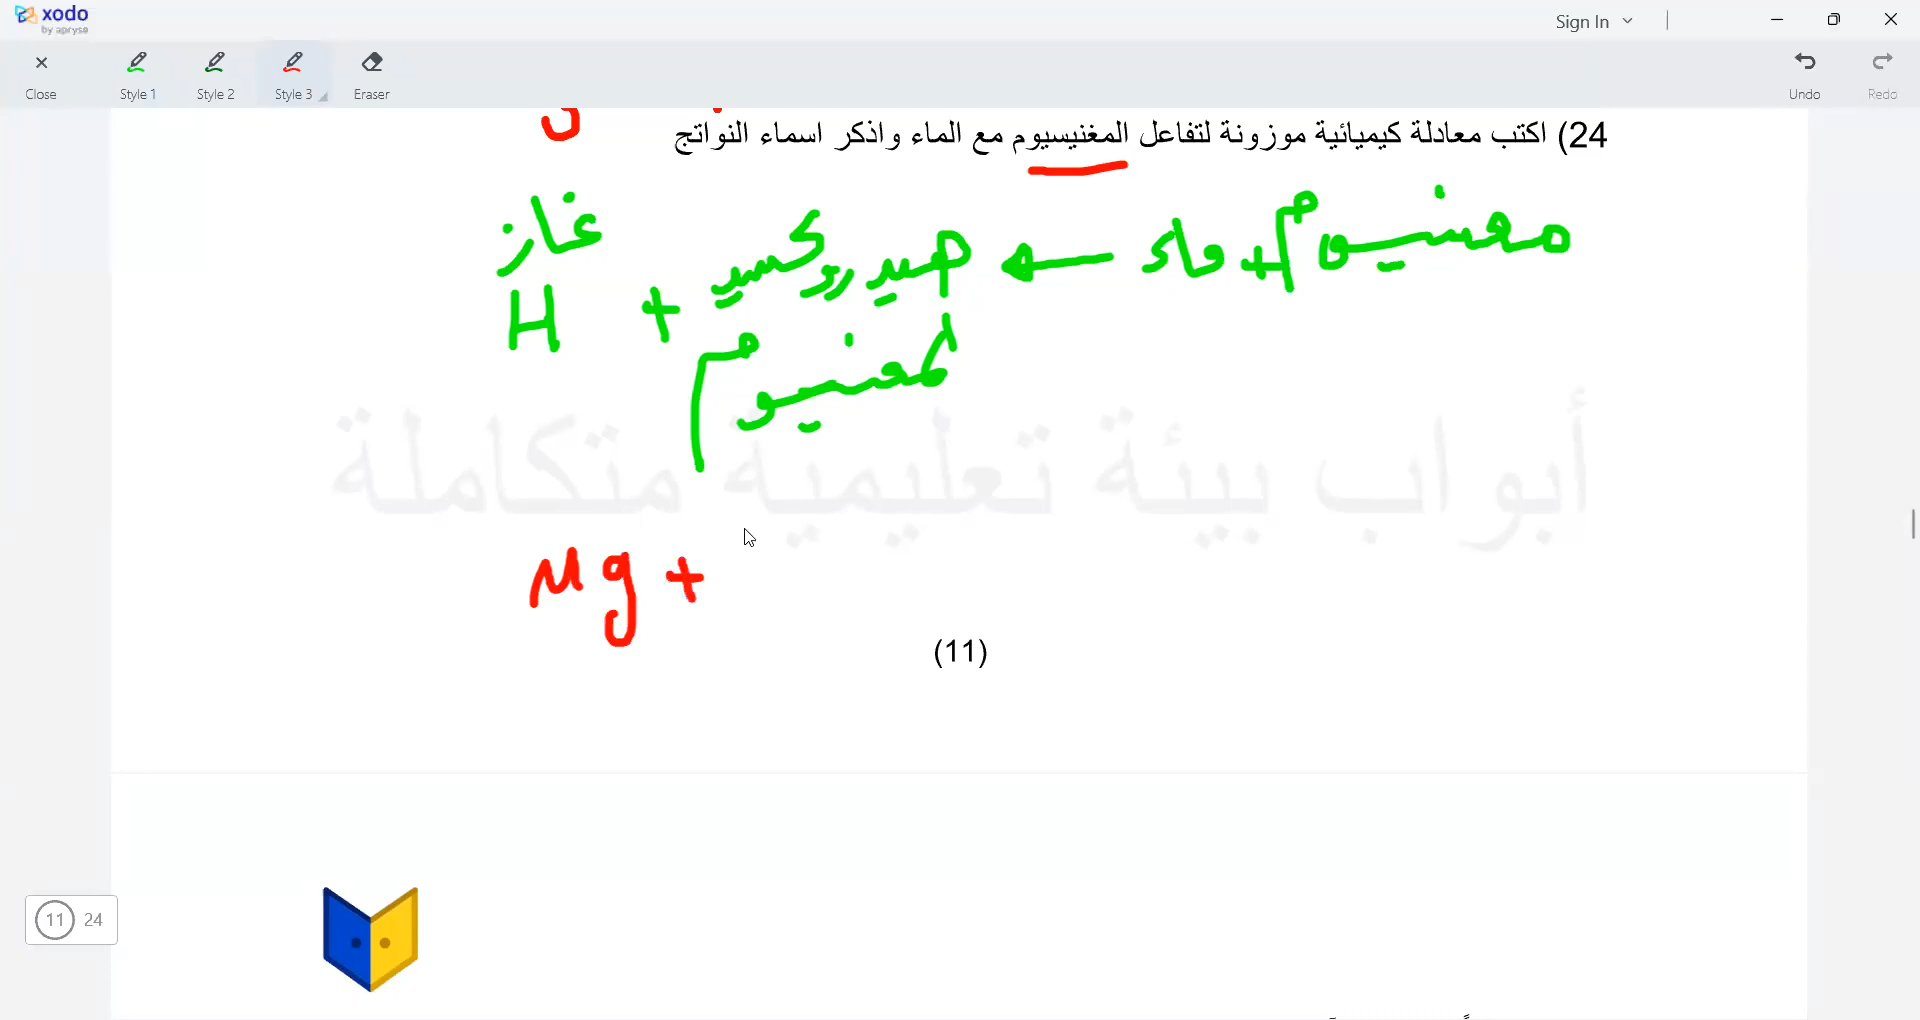 xodo
by apryse
Sign In
Close
Style 1
Style 2
Style 3
Eraser
Undo
Redo
24) اكتب معادلة كيميائية موزونة لتفاعل المغنيسيوم مع الماء واذكر اسماء النواتج
مغنيسيوم + ماء ← هيدروكسيد + غاز
المغنيسيوم H
أبواب بيئة تعليمية متكاملة
Mg +
(11)
11 24